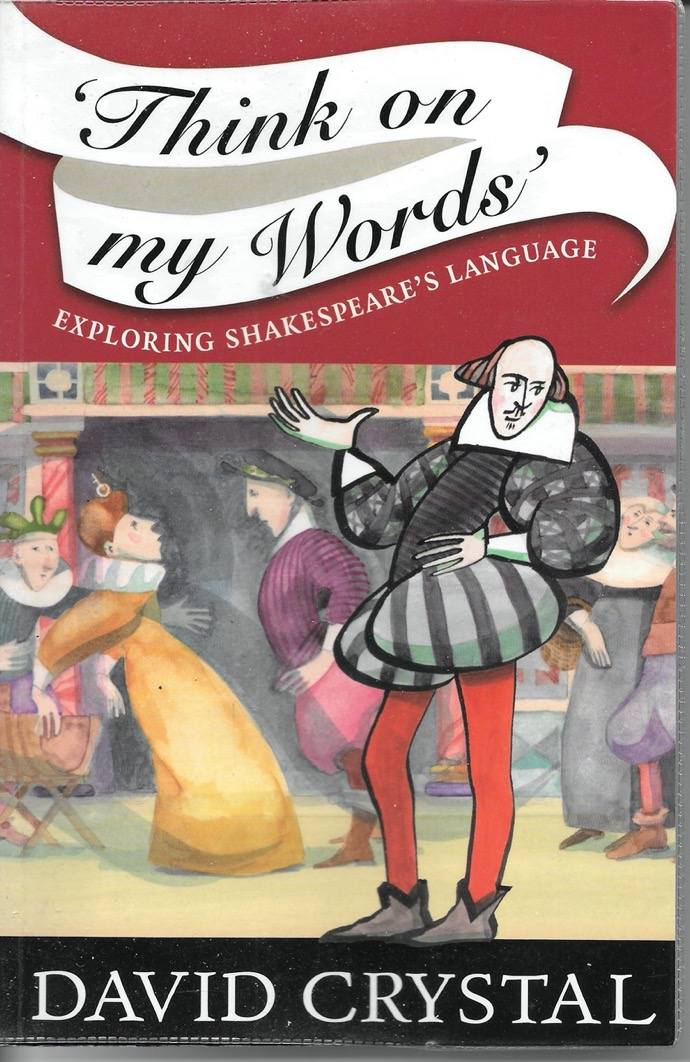 ‘Think on
my Words’
EXPLORING SHAKESPEARE’S LANGUAGE
DAVID CRYSTAL